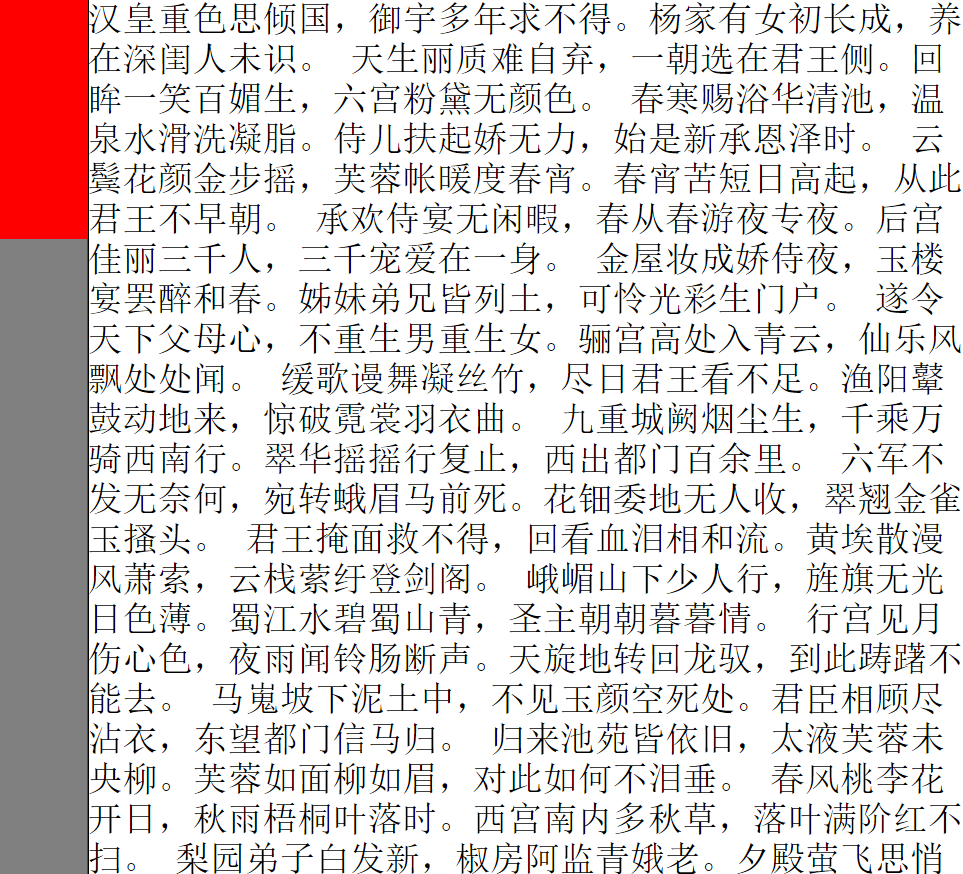 汉皇重色思倾国，御宇多年求不得。杨家有女初长成，养
在深闺人未识。 天生丽质难自弃，一朝选在君王侧。回
眸一笑百媚生，六宫粉黛无颜色。 春寒赐浴华清池，温
泉水滑洗凝脂。侍儿扶起娇无力，始是新承恩泽时。 云
鬓花颜金步摇，芙蓉帐暖度春宵。春宵苦短日高起，从此
君王不早朝。 承欢侍宴无闲暇，春从春游夜专夜。后宫
佳丽三千人，三千宠爱在一身。 金屋妆成娇侍夜，玉楼
宴罢醉和春。姊妹弟兄皆列土，可怜光彩生门户。 遂令
天下父母心，不重生男重生女。骊宫高处入青云，仙乐风
飘处处闻。 缓歌谩舞凝丝竹，尽日君王看不足。渔阳鼙
鼓动地来，惊破霓裳羽衣曲。 九重城阙烟尘生，千乘万
骑西南行。翠华摇摇行复止，西出都门百余里。 六军不
发无奈何，宛转蛾眉马前死。花钿委地无人收，翠翘金雀
玉搔头。 君王掩面救不得，回看血泪相和流。黄埃散漫
风萧索，云栈萦纡登剑阁。 峨嵋山下少人行，旌旗无光
日色薄。蜀江水碧蜀山青，圣主朝朝暮暮情。 行宫见月
伤心色，夜雨闻铃肠断声。天旋地转回龙驭，到此踌躇不
能去。 马嵬坡下泥土中，不见玉颜空死处。君臣相顾尽
沾衣，东望都门信马归。 归来池苑皆依旧，太液芙蓉未
央柳。芙蓉如面柳如眉，对此如何不泪垂。 春风桃李花
开日，秋雨梧桐叶落时。西宫南内多秋草，落叶满阶红不
扫。 梨园弟子白发新，椒房阿监青娥老。夕殿萤飞思悄